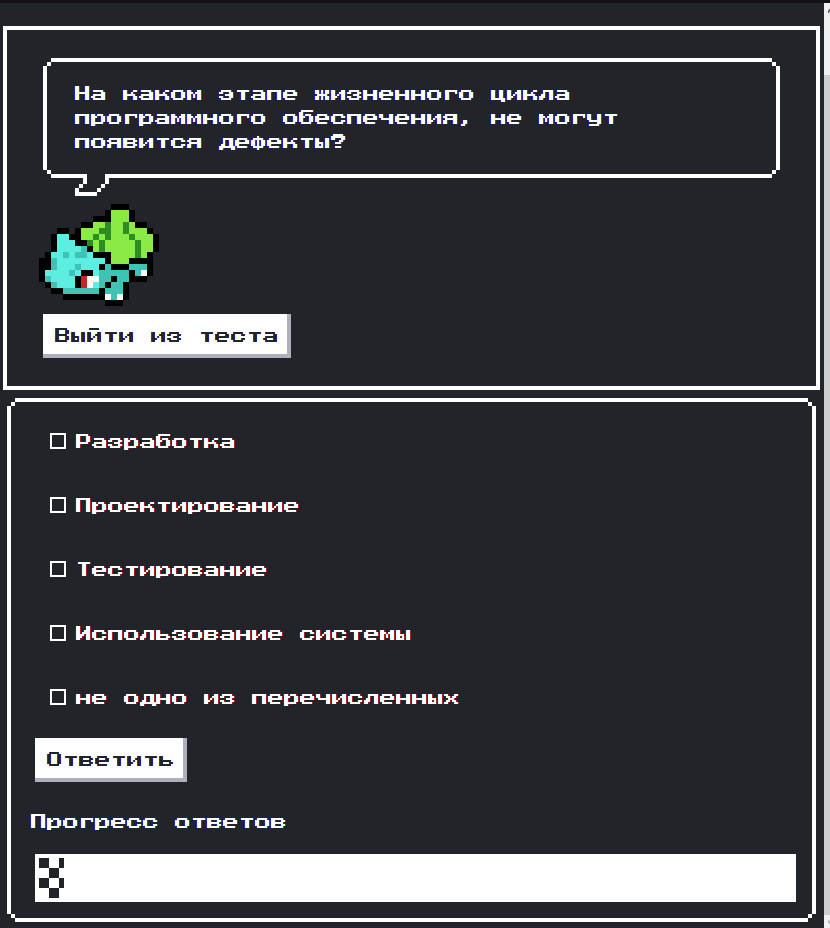 На каком этапе жизненного цикла
программного обеспечения, не могут
появится дефекты?
Выйти из теста
Разработка
Проектирование
Тестирование
Использование системы
не одно из перечисленных
Ответить
Прогресс ответов